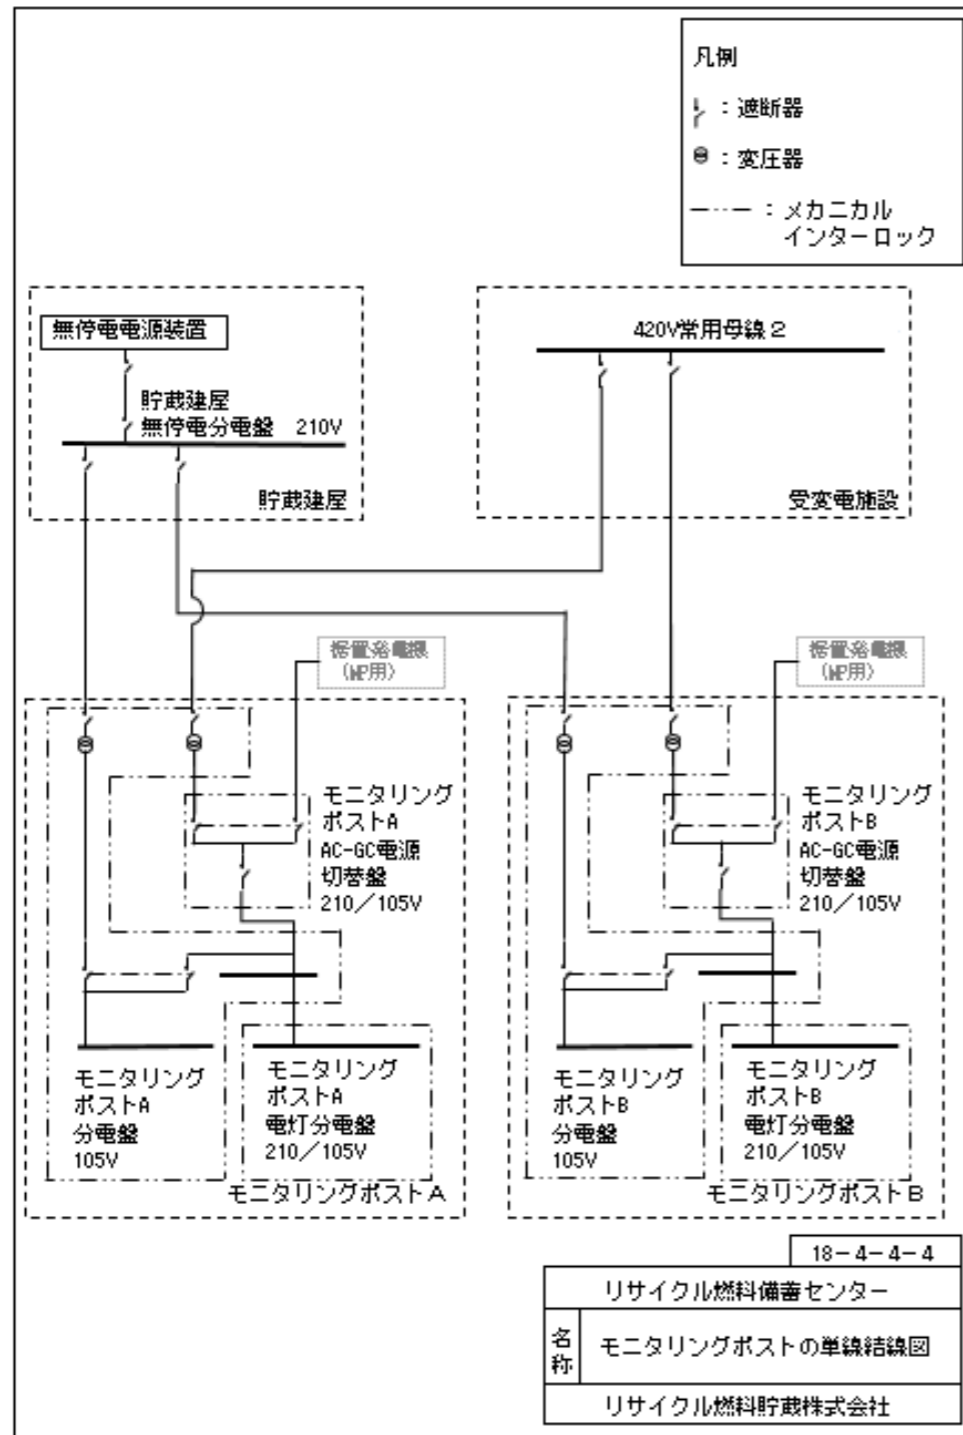 凡例
：遮断器
：変圧器
：メカニカル
インターロック
無停電電源装置
貯蔵建屋
無停電分電盤 210V
貯蔵建屋
420V常用母線２
受変電施設
据置発電機
（MP用）
据置発電機
（MP用）
モニタリング
ポストA
AC-GC電源
切替盤
210／105V
モニタリング
ポストB
AC-GC電源
切替盤
210／105V
モニタリング
ポストA
分電盤
105V
モニタリング
ポストA
電灯分電盤
210／105V
モニタリングポストＡ
モニタリング
ポストB
分電盤
105V
モニタリング
ポストB
電灯分電盤
210／105V
モニタリングポストＢ
18－4－4－4
リサイクル燃料備蓄センター
名称
モニタリングポストの単線結線図
リサイクル燃料貯蔵株式会社